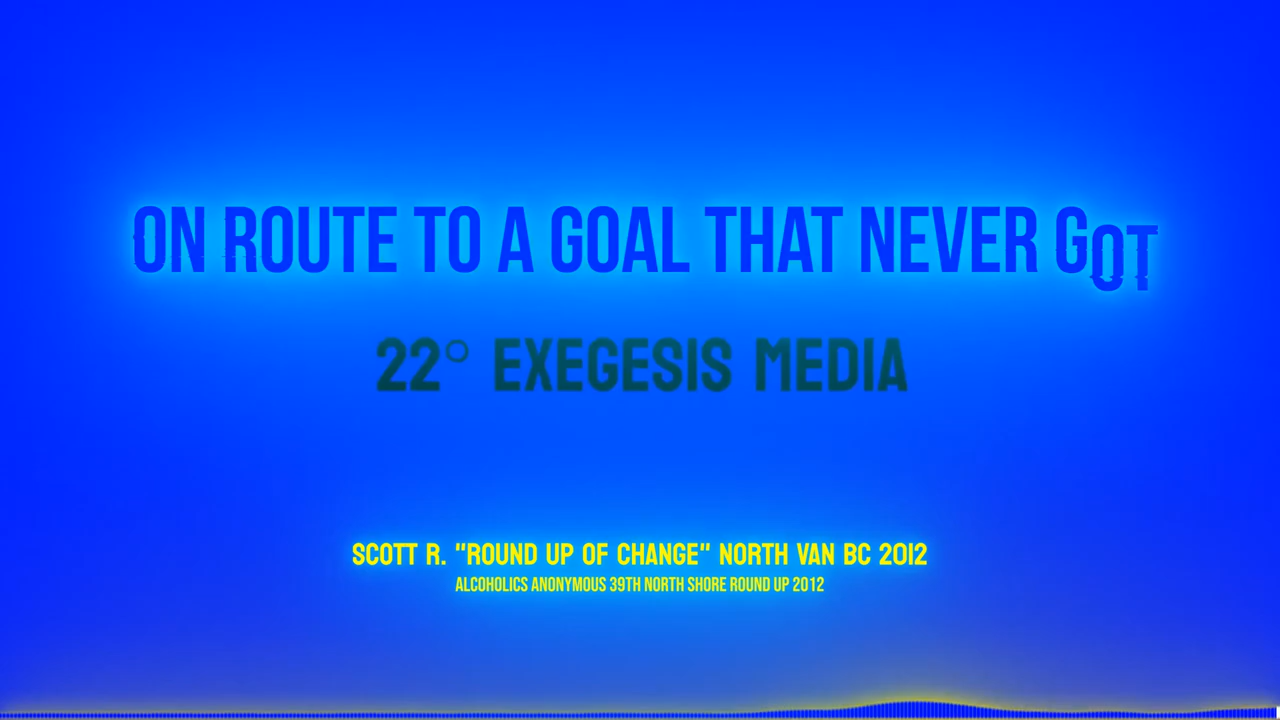 ON ROUTE TO A GOAL THAT NEVER GOT
22° EXEGESIS MEDIA
SCOTT R. "ROUND UP OF CHANGE" NORTH VAN BC 2012
ALCOHOLICS ANONYMOUS 39TH NORTH SHORE ROUND UP 2012